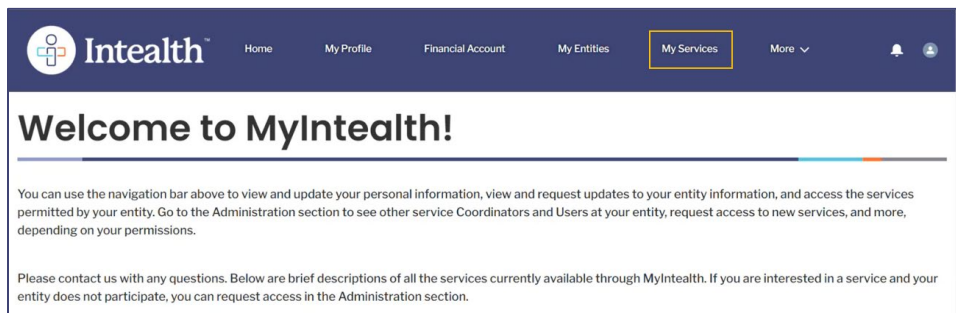 Intealth™ Home My Profile Financial Account My Entities My Services More
Welcome to MyIntealth!
You can use the navigation bar above to view and update your personal information, view and request updates to your entity information, and access the services
permitted by your entity. Go to the Administration section to see other service Coordinators and Users at your entity, request access to new services, and more,
depending on your permissions.
Please contact us with any questions. Below are brief descriptions of all the services currently available through MyIntealth. If you are interested in a service and your
entity does not participate, you can request access in the Administration section.